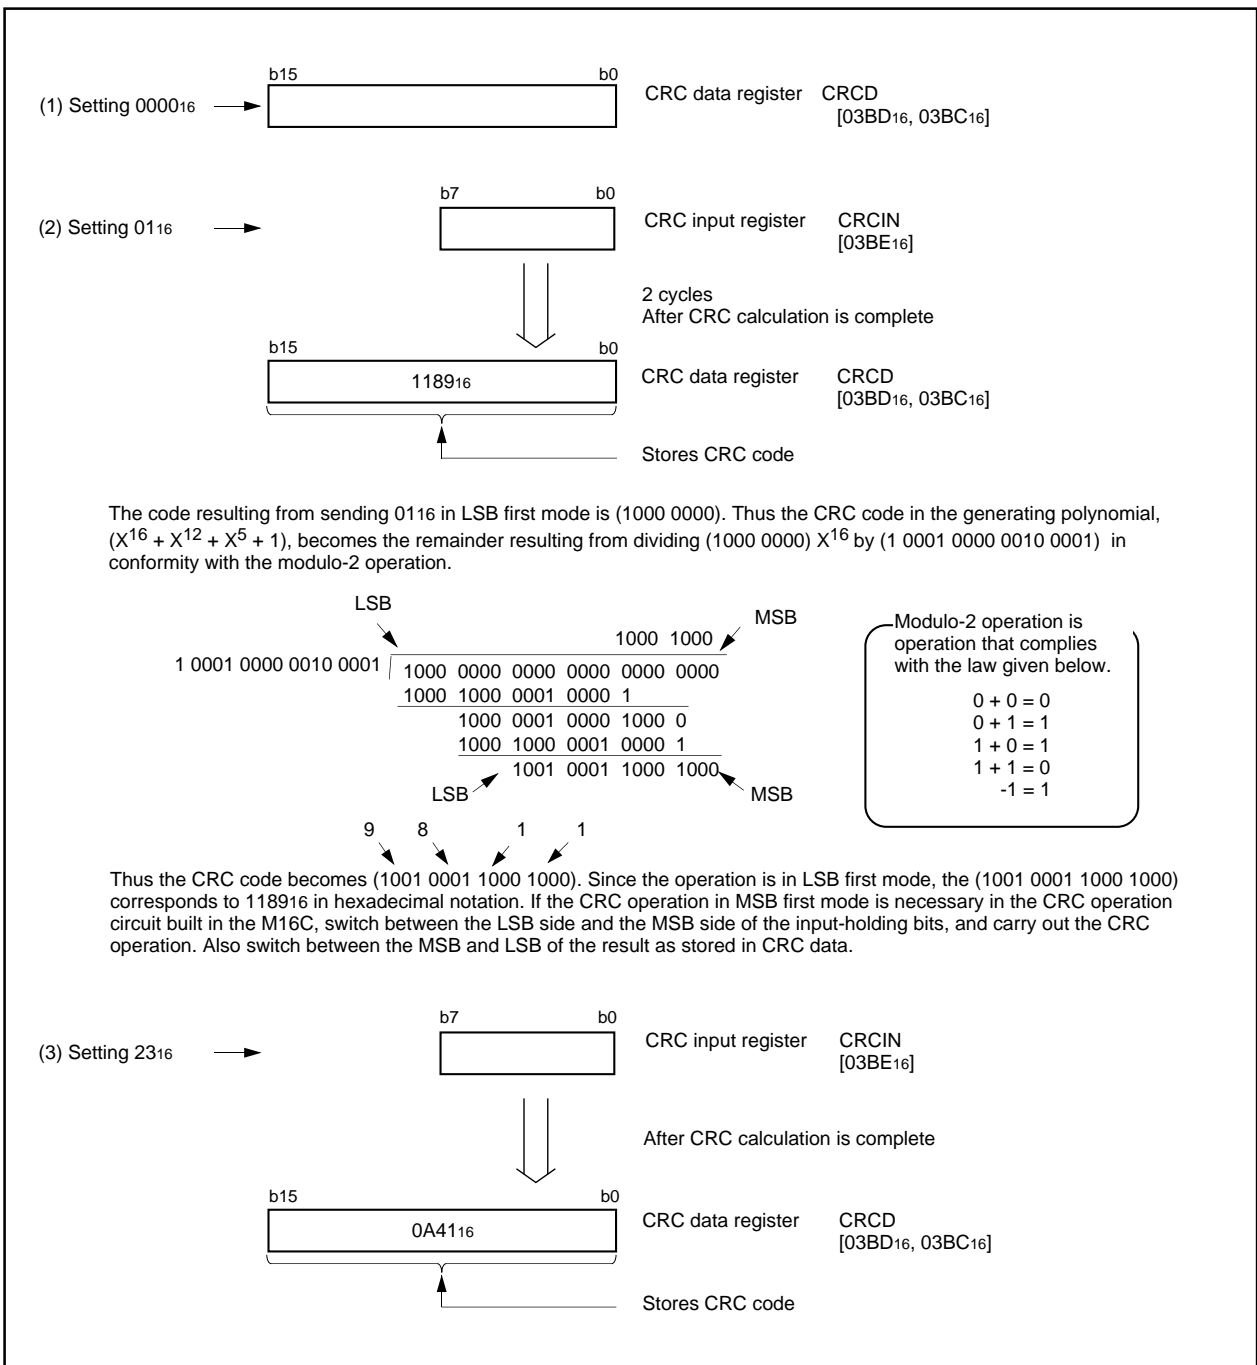 b15 b0
(1) Setting 0000₁₆
CRC data register CRCD
[03BD₁₆, 03BC₁₆]
b7 b0
(2) Setting 01₁₆
CRC input register CRCIN
[03BE₁₆]
2 cycles
After CRC calculation is complete
b15 b0
1189₁₆
CRC data register CRCD
[03BD₁₆, 03BC₁₆]
Stores CRC code
The code resulting from sending 01₁₆ in LSB first mode is (1000 0000). Thus the CRC code in the generating polynomial,
(X¹⁶ + X¹² + X⁵ + 1), becomes the remainder resulting from dividing (1000 0000) X¹⁶ by (1 0001 0000 0010 0001) in
conformity with the modulo-2 operation.
LSB
MSB
1000 1000
1 0001 0000 0010 0001
1000 0000 0000 0000 0000 0000
1000 1000 0001 0000 1
1000 0001 0000 1000 0
1000 1000 0001 0000 1
1001 0001 1000 1000
LSB MSB
Modulo-2 operation is
operation that complies
with the law given below.
0 + 0 = 0
0 + 1 = 1
1 + 0 = 1
1 + 1 = 0
-1 = 1
9 8 1 1
Thus the CRC code becomes (1001 0001 1000 1000). Since the operation is in LSB first mode, the (1001 0001 1000 1000)
corresponds to 1189₁₆ in hexadecimal notation. If the CRC operation in MSB first mode is necessary in the CRC operation
circuit built in the M16C, switch between the LSB side and the MSB side of the input-holding bits, and carry out the CRC
operation. Also switch between the MSB and LSB of the result as stored in CRC data.
b7 b0
(3) Setting 23₁₆
CRC input register CRCIN
[03BE₁₆]
After CRC calculation is complete
b15 b0
0A41₁₆
CRC data register CRCD
[03BD₁₆, 03BC₁₆]
Stores CRC code